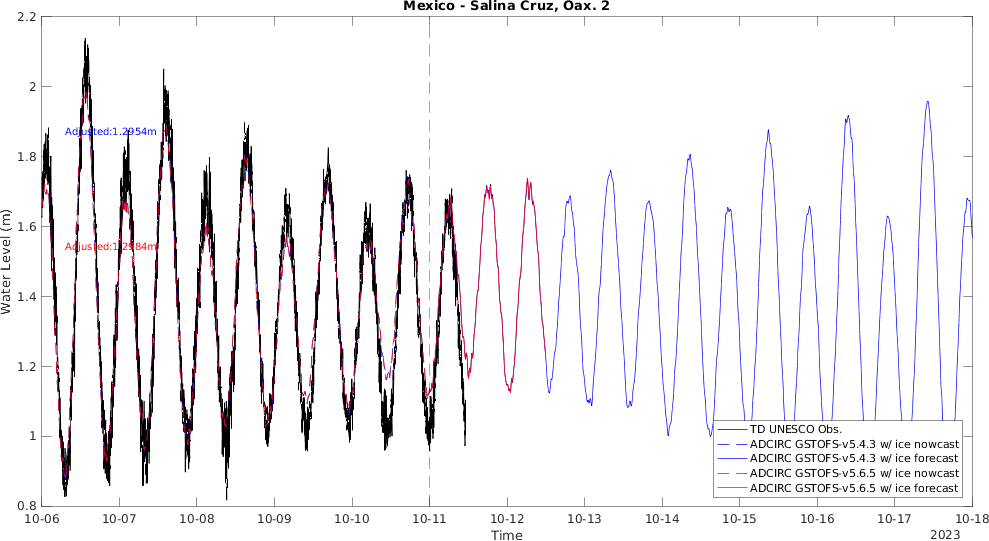 Mexico - Salina Cruz, Oax. 2
Water Level (m)
2.2
2
1.8
1.6
1.4
1.2
1
0.8
Adjusted:1.2954m
Adjusted:1.2984m
TD UNESCO Obs.
ADCIRC GSTOFS-v5.4.3 w/ ice nowcast
ADCIRC GSTOFS-v5.4.3 w/ ice forecast
ADCIRC GSTOFS-v5.6.5 w/ ice nowcast
ADCIRC GSTOFS-v5.6.5 w/ ice forecast
10-06 10-07 10-08 10-09 10-10 10-11 10-12 10-13 10-14 10-15 10-16 10-17 10-18
Time
2023